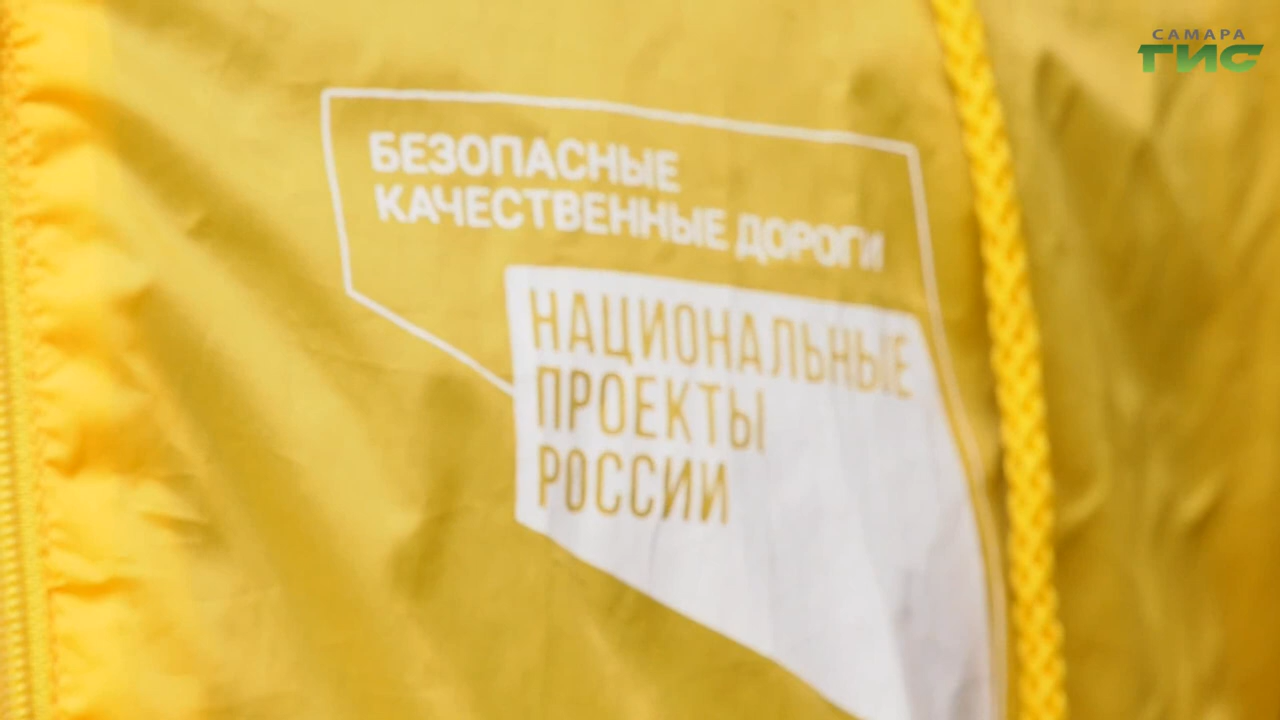 САМАРА
ГИС
БЕЗОПАСНЫЕ
КАЧЕСТВЕННЫЕ ДОРОГИ
НАЦИОНАЛЬНЫЕ
ПРОЕКТЫ
РОССИИ